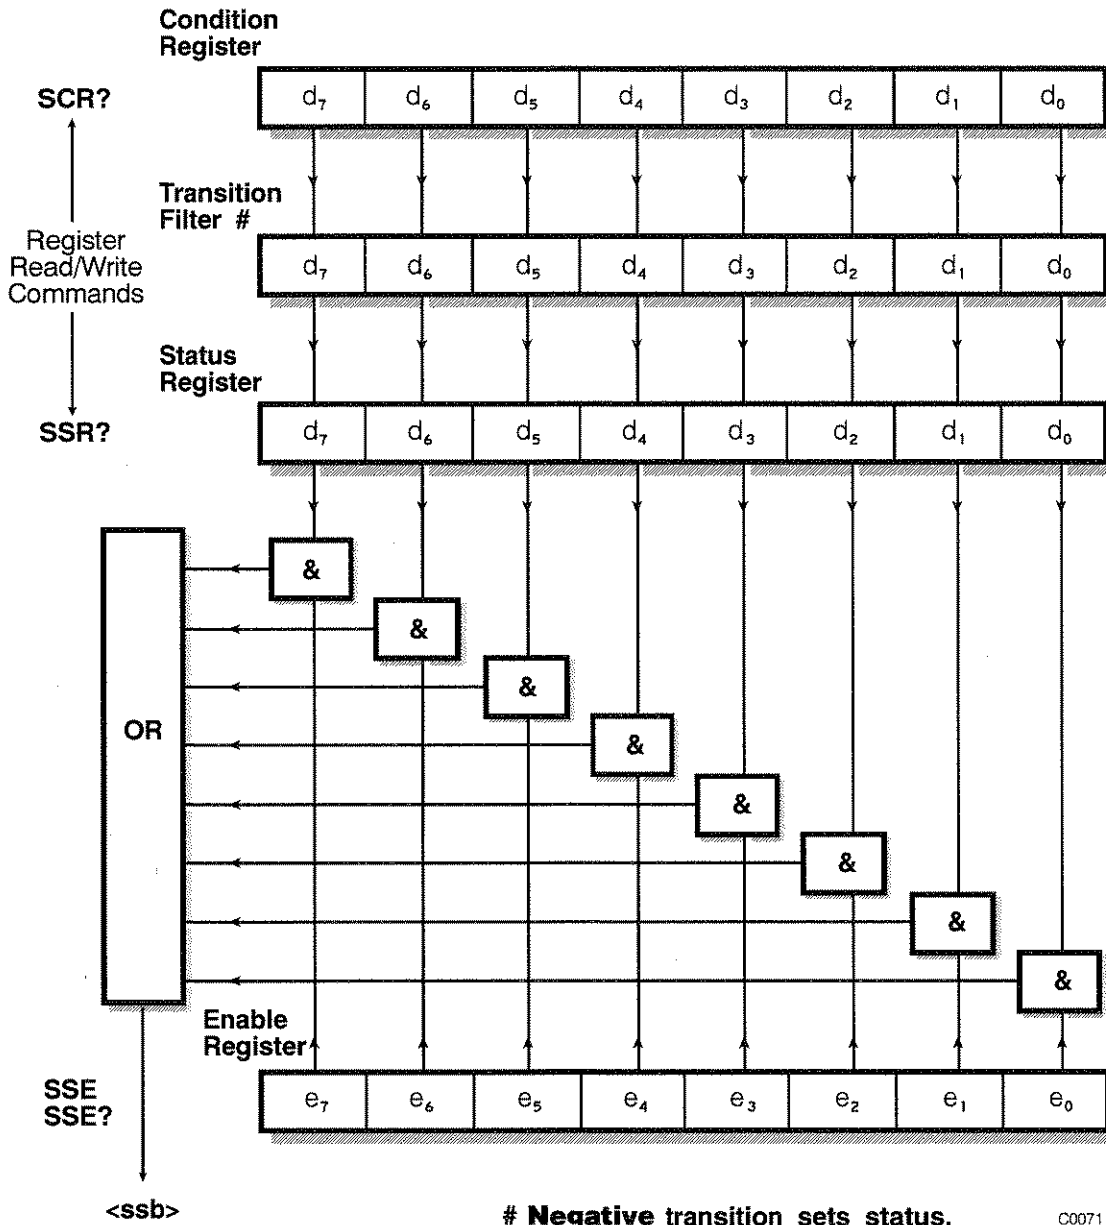 Condition
Register
SCR?
d₇ d₆ d₅ d₄ d₃ d₂ d₁ d₀
Transition
Filter #
Register
Read/Write
Commands
d₇ d₆ d₅ d₄ d₃ d₂ d₁ d₀
Status
Register
SSR?
d₇ d₆ d₅ d₄ d₃ d₂ d₁ d₀
&
&
&
OR
&
&
&
&
&
Enable
Register
SSE
SSE?
e₇ e₆ e₅ e₄ e₃ e₂ e₁ e₀
<ssb>
# Negative transition sets status.
C0071